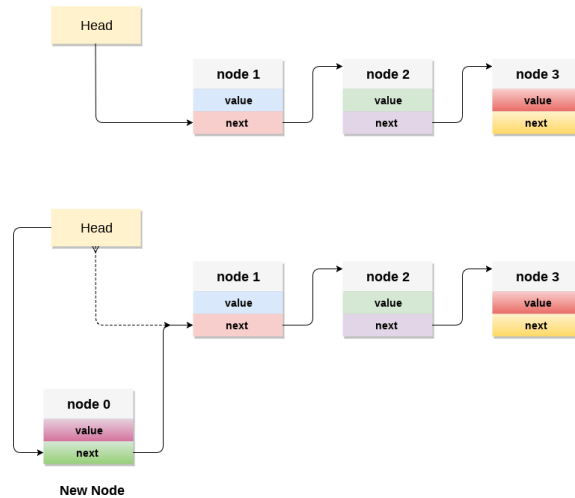 Head
node 1
value
next
node 2
value
next
node 3
value
next
Head
node 1
value
next
node 2
value
next
node 3
value
next
node 0
value
next
New Node